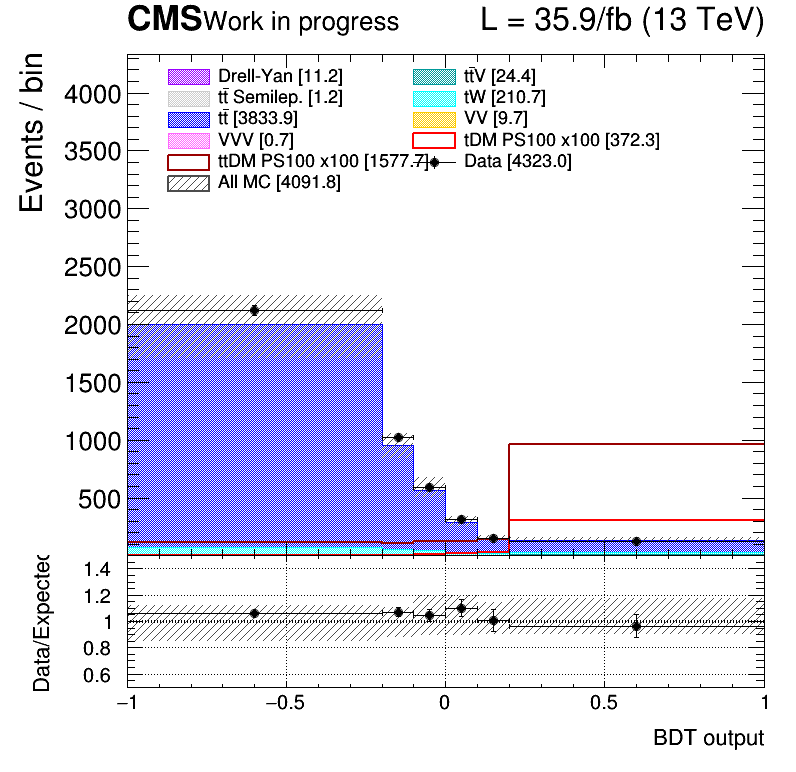 CMS Work in progress L = 35.9/fb (13 TeV)
Events / bin
4000
3500
3000
2500
2000
1500
1000
500
Drell-Yan [11.2] tt̄V [24.4]
tt̄ Semilep. [1.2] tW [210.7]
tt̄ [3833.9] VV [9.7]
VVV [0.7] tDM PS100 x100 [372.3]
ttDM PS100 x100 [1577.7] Data [4323.0]
All MC [4091.8]
Data/Expected
1.4
1.2
1
0.8
0.6
−1 −0.5 0 0.5 1
BDT output